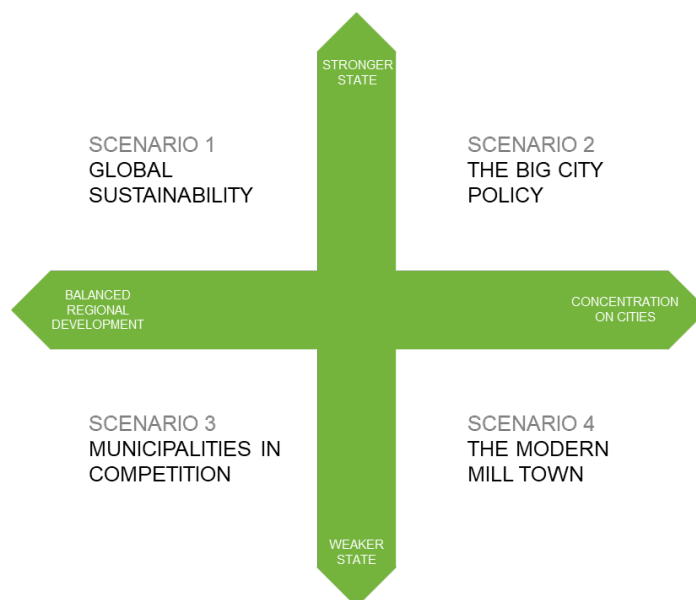 STRONGER
STATE
SCENARIO 1
GLOBAL
SUSTAINABILITY
SCENARIO 2
THE BIG CITY
POLICY
BALANCED
REGIONAL
DEVELOPMENT
CONCENTRATION
ON CITIES
SCENARIO 3
MUNICIPALITIES IN
COMPETITION
SCENARIO 4
THE MODERN
MILL TOWN
WEAKER
STATE